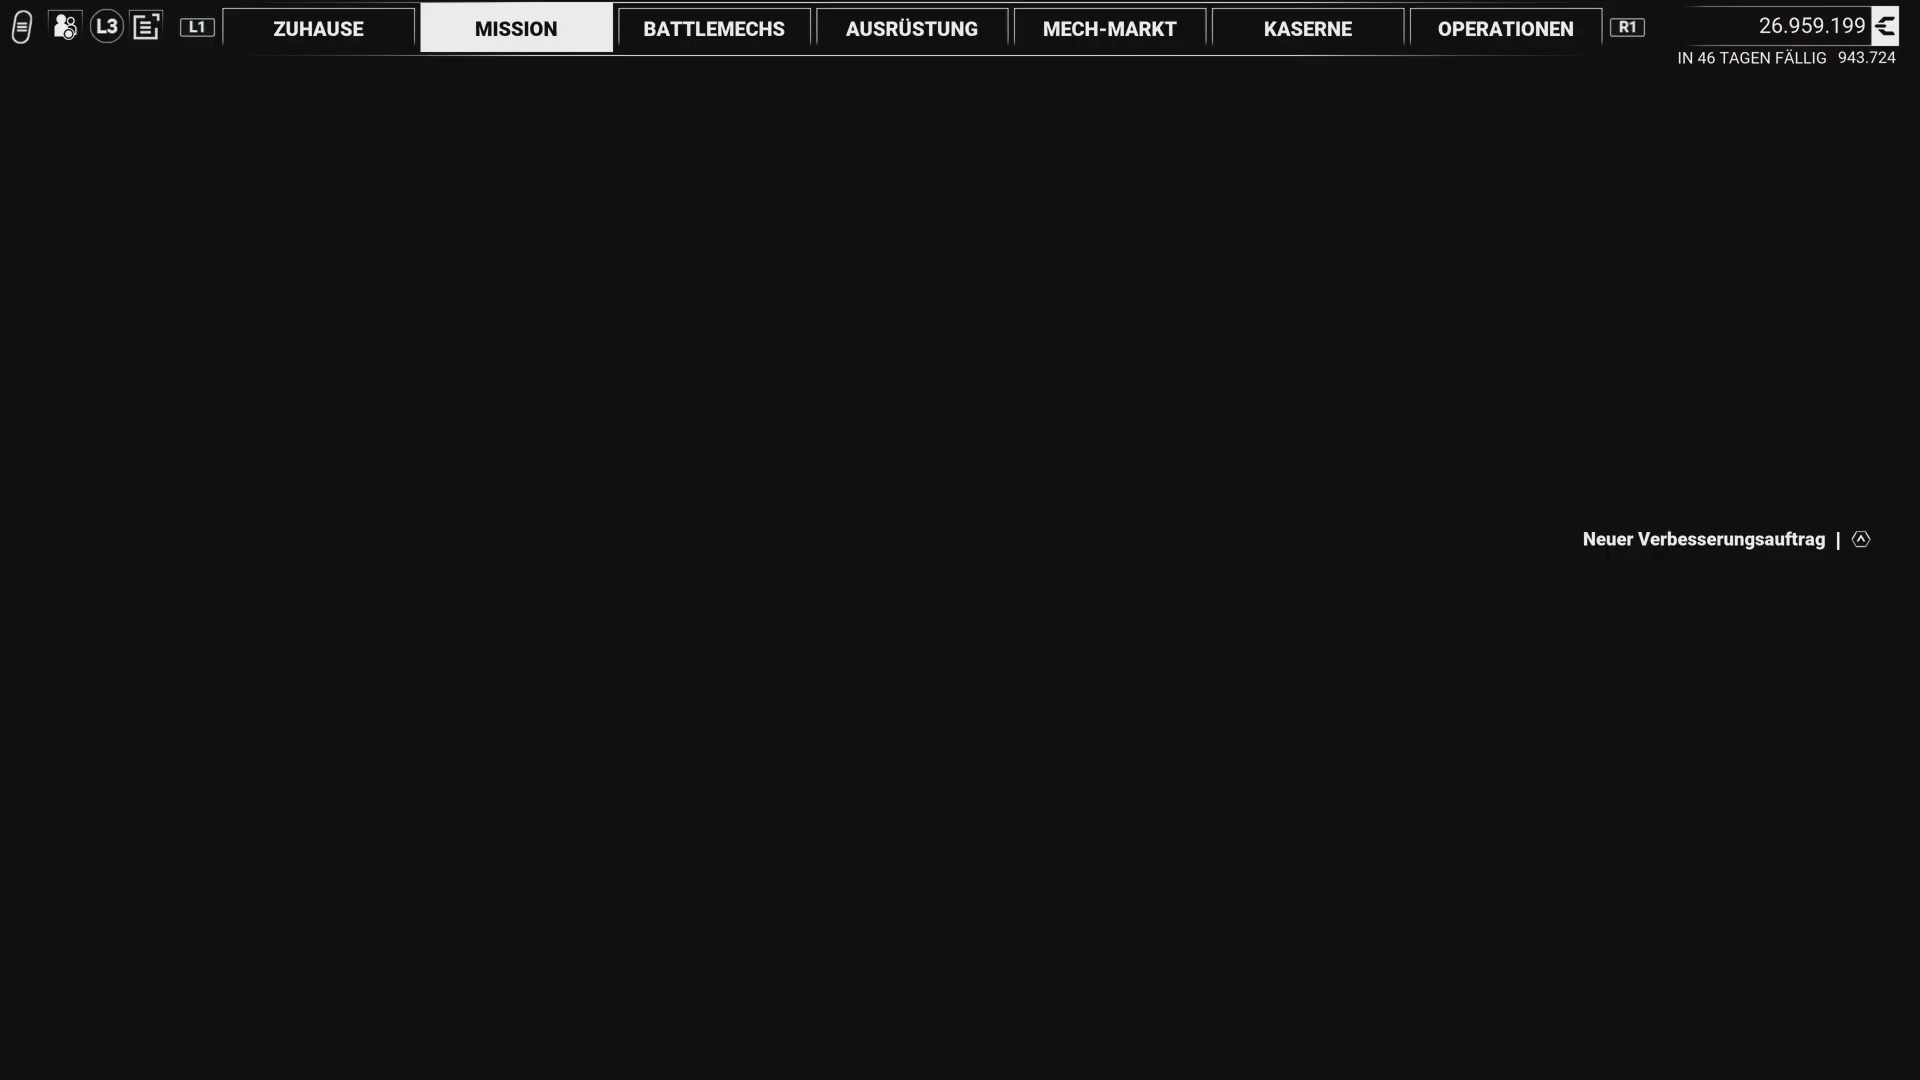 L3
L1
ZUHAUSE
MISSION
BATTLEMECHS
AUSRÜSTUNG
MECH-MARKT
KASERNE
OPERATIONEN
R1
26.959.199
IN 46 TAGEN FÄLLIG 943.724
Neuer Verbesserungsauftrag |